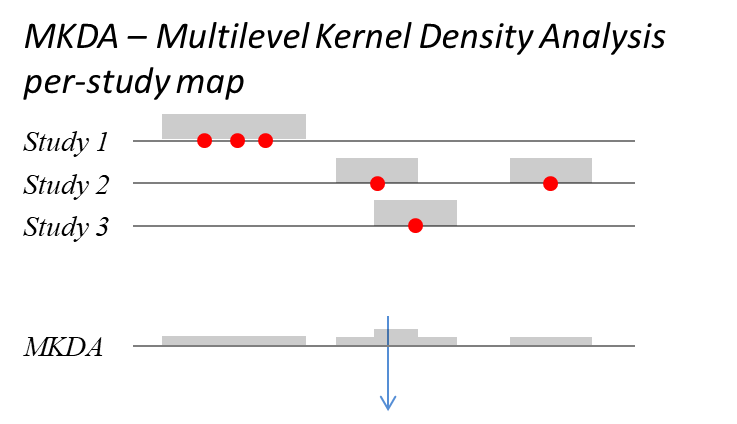 MKDA – Multilevel Kernel Density Analysis
per-study map
Study 1
Study 2
Study 3
MKDA